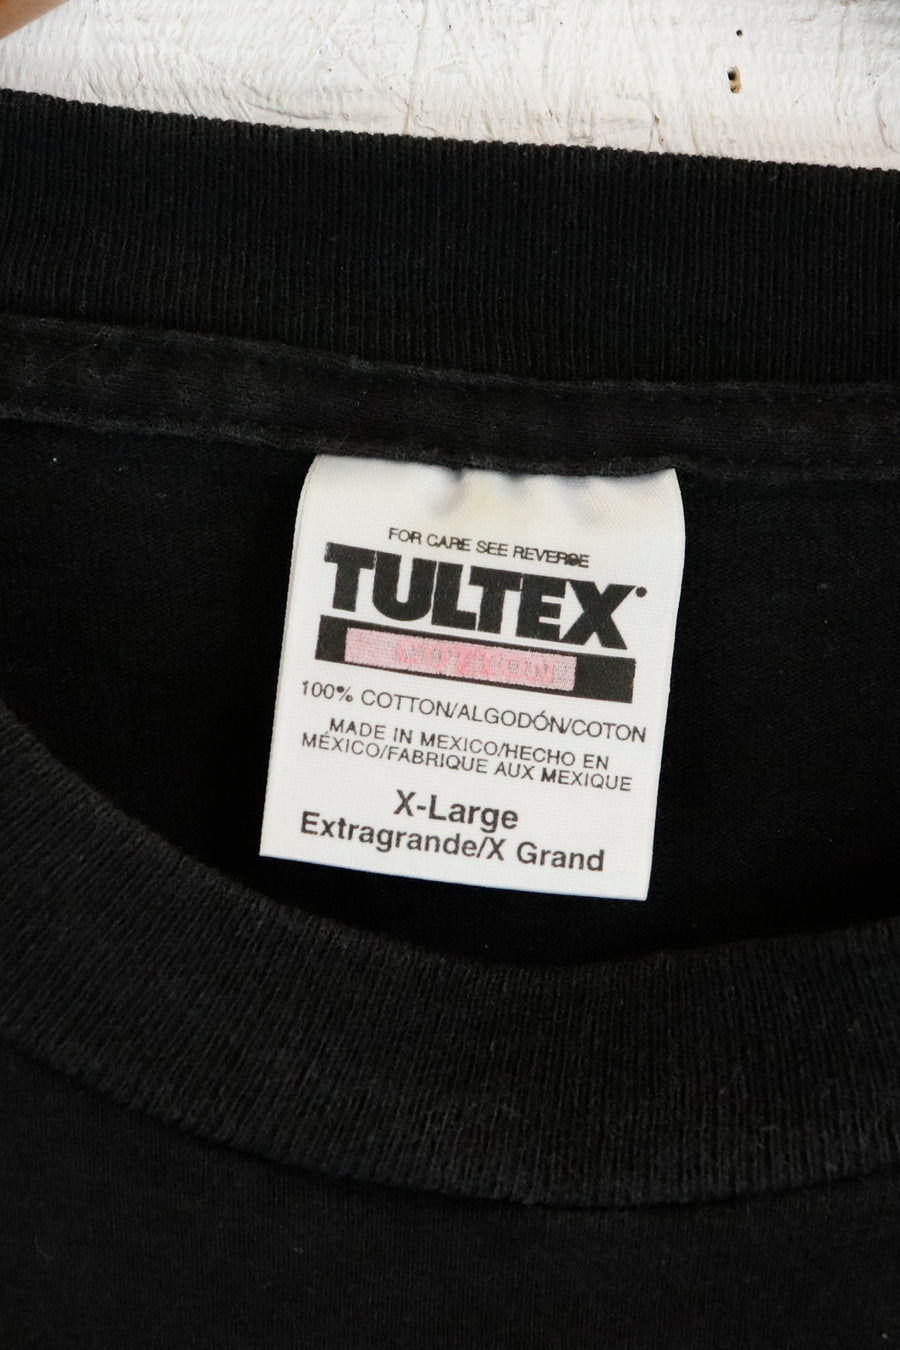 FOR CARE SEE REVERSE
TULTEX
COTTON
100% COTTON/ALGODÓN/COTON
MADE IN MEXICO/HECHO EN
MÉXICO/FABRIQUE AUX MEXIQUE
X-Large
Extragrande/X Grand